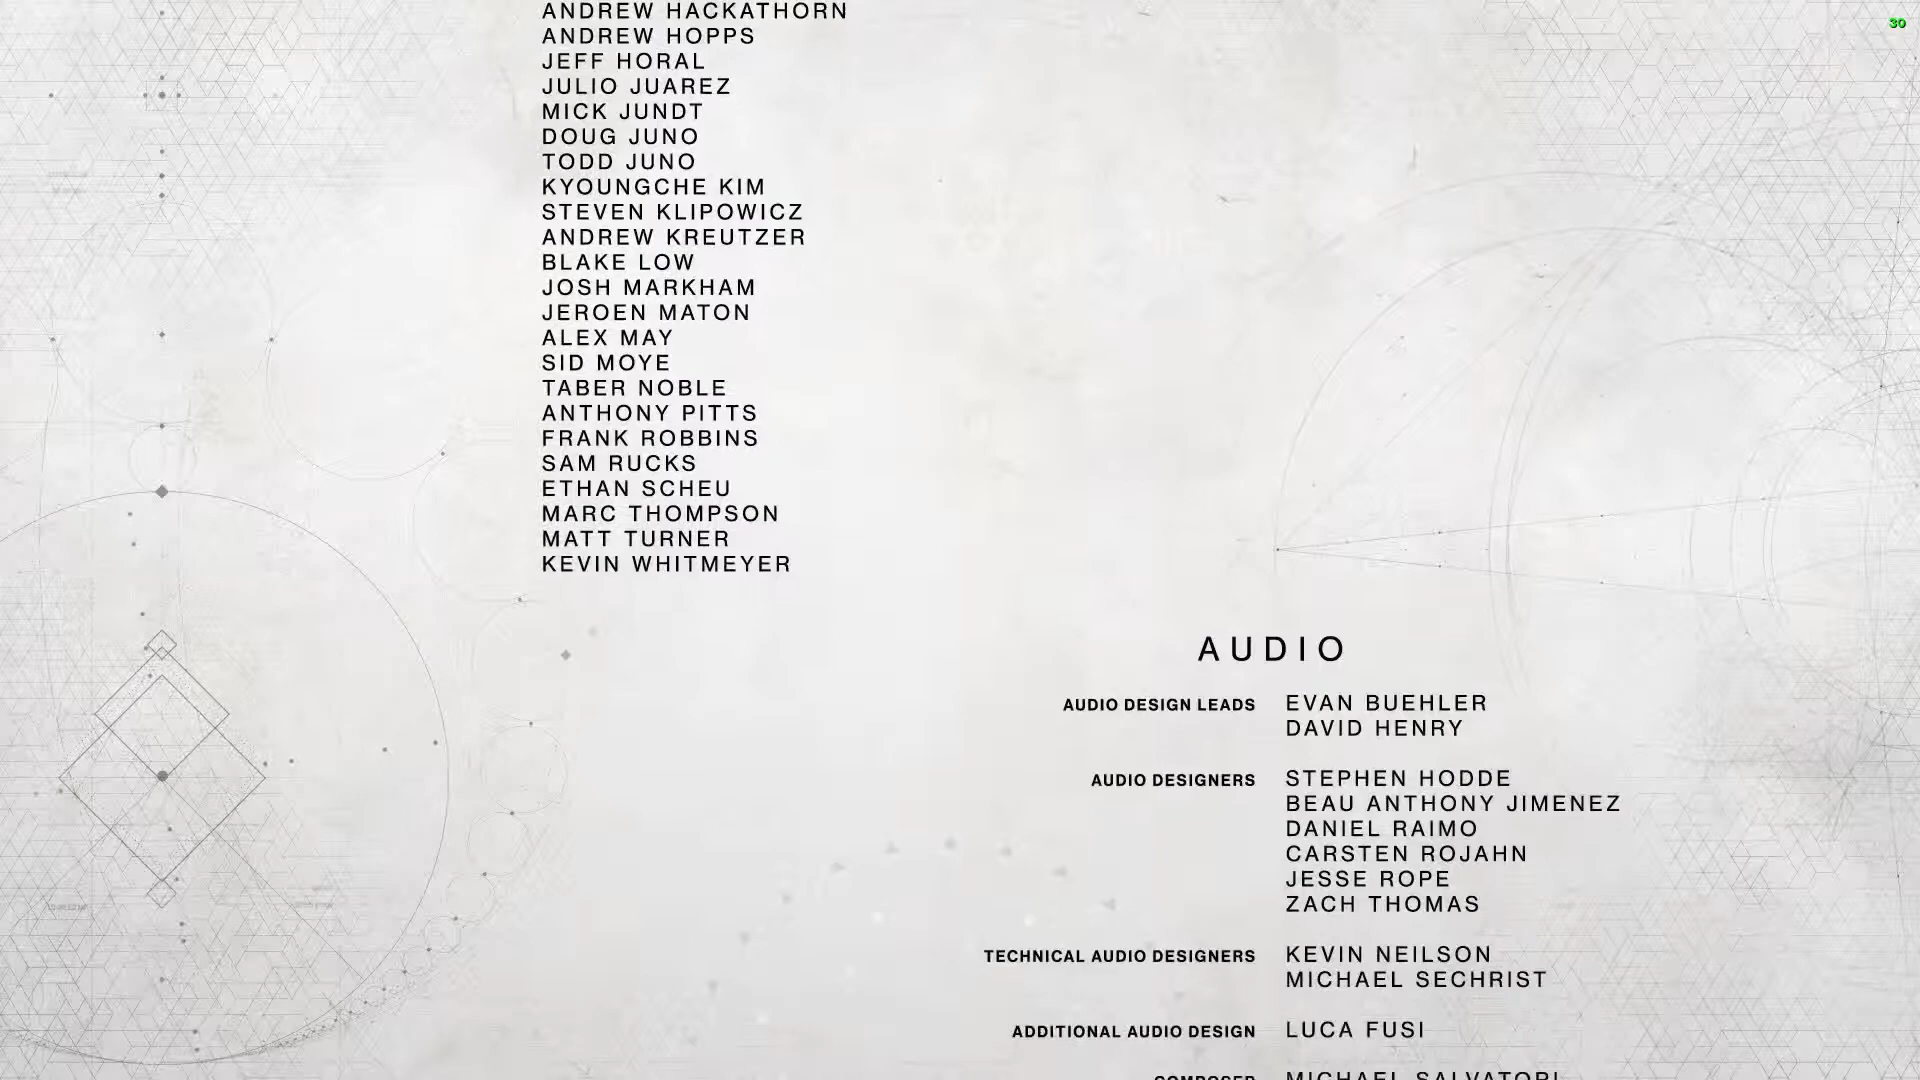 30
ANDREW HACKATHORN
ANDREW HOPPS
JEFF HORAL
JULIO JUAREZ
MICK JUNDT
DOUG JUNO
TODD JUNO
KYOUNGCHE KIM
STEVEN KLIPOWICZ
ANDREW KREUTZER
BLAKE LOW
JOSH MARKHAM
JEROEN MATON
ALEX MAY
SID MOYE
TABER NOBLE
ANTHONY PITTS
FRANK ROBBINS
SAM RUCKS
ETHAN SCHEU
MARC THOMPSON
MATT TURNER
KEVIN WHITMEYER
AUDIO
AUDIO DESIGN LEADS EVAN BUEHLER
DAVID HENRY
AUDIO DESIGNERS STEPHEN HODDE
BEAU ANTHONY JIMENEZ
DANIEL RAIMO
CARSTEN ROJAHN
JESSE ROPE
ZACH THOMAS
TECHNICAL AUDIO DESIGNERS KEVIN NEILSON
MICHAEL SECHRIST
ADDITIONAL AUDIO DESIGN LUCA FUSI
COMPOSER MICHAEL SALVATORI